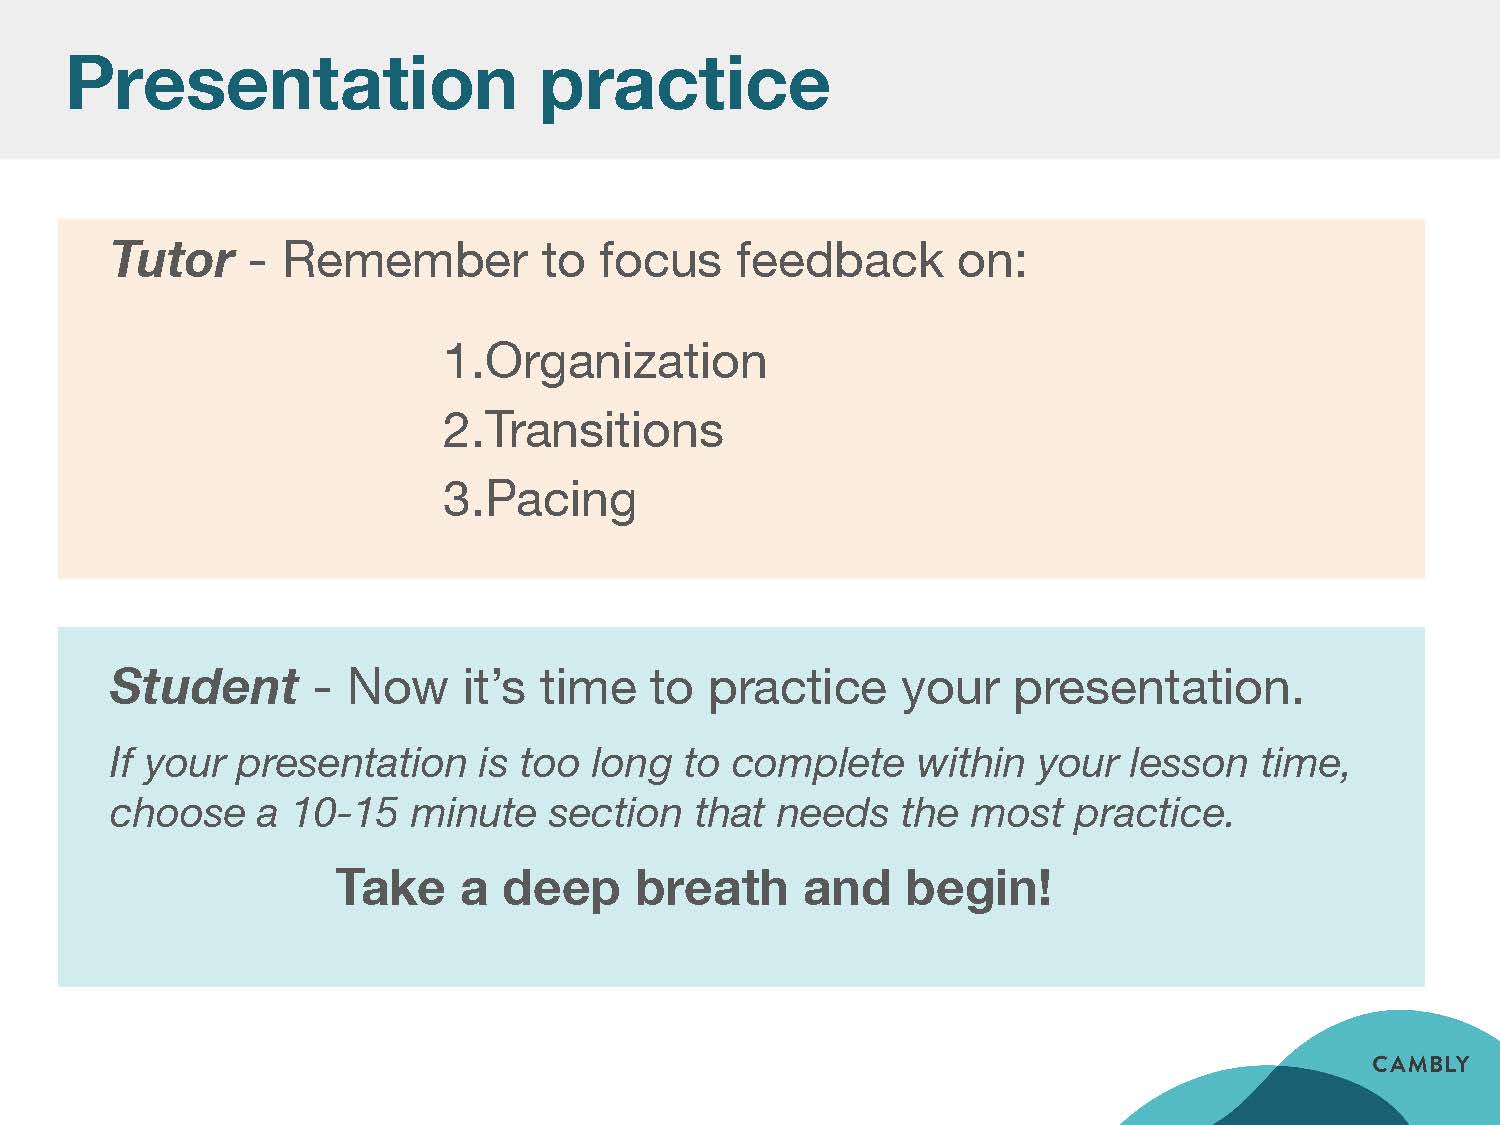 Presentation practice
Tutor - Remember to focus feedback on:
1.Organization
2.Transitions
3.Pacing
Student - Now it’s time to practice your presentation.
If your presentation is too long to complete within your lesson time,
choose a 10-15 minute section that needs the most practice.
Take a deep breath and begin!
CAMBLY